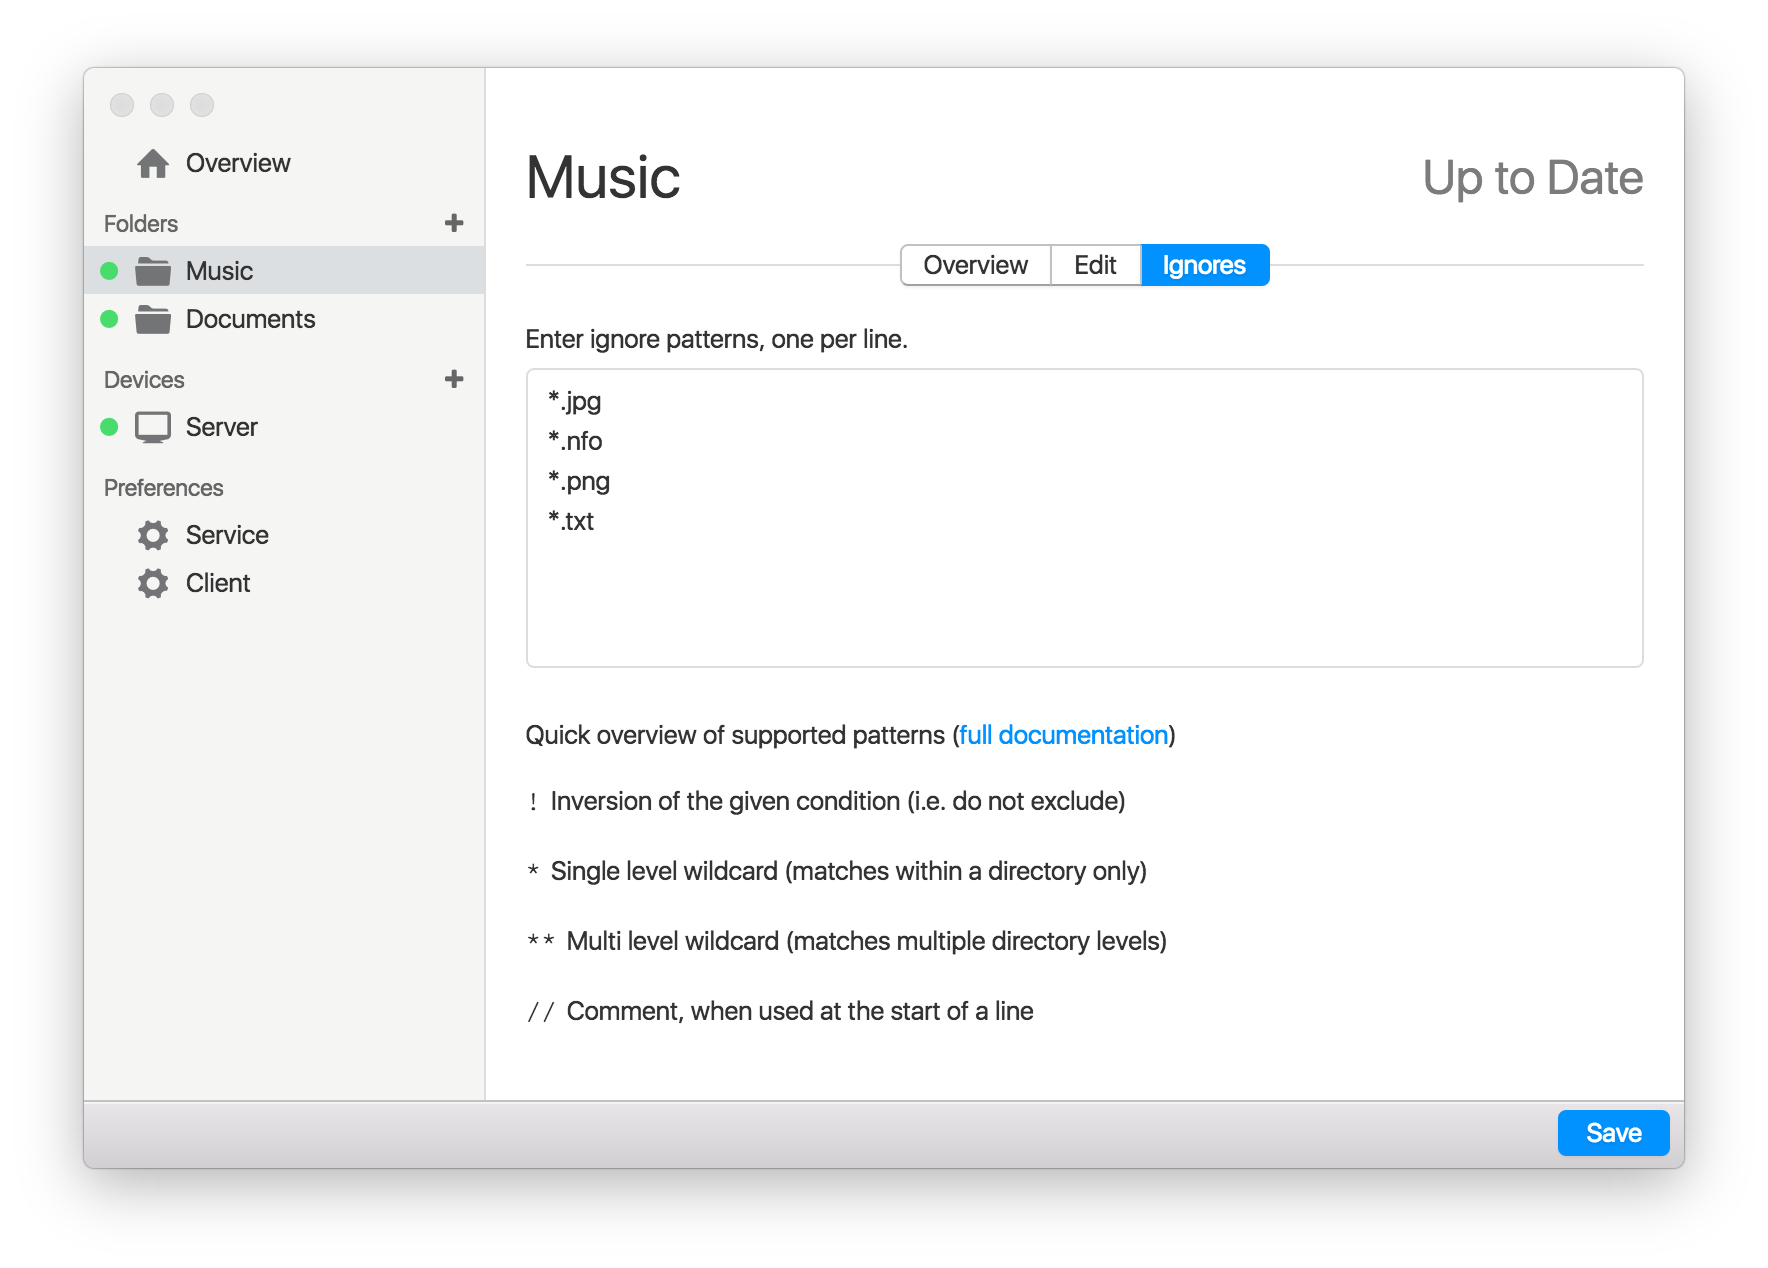 Overview
Folders
Music
Documents
Devices
Server
Preferences
Service
Client
Music
Up to Date
Overview
Edit
Ignores
Enter ignore patterns, one per line.
*.jpg
*.nfo
*.png
*.txt
Quick overview of supported patterns (full documentation)
! Inversion of the given condition (i.e. do not exclude)
* Single level wildcard (matches within a directory only)
** Multi level wildcard (matches multiple directory levels)
// Comment, when used at the start of a line
Save